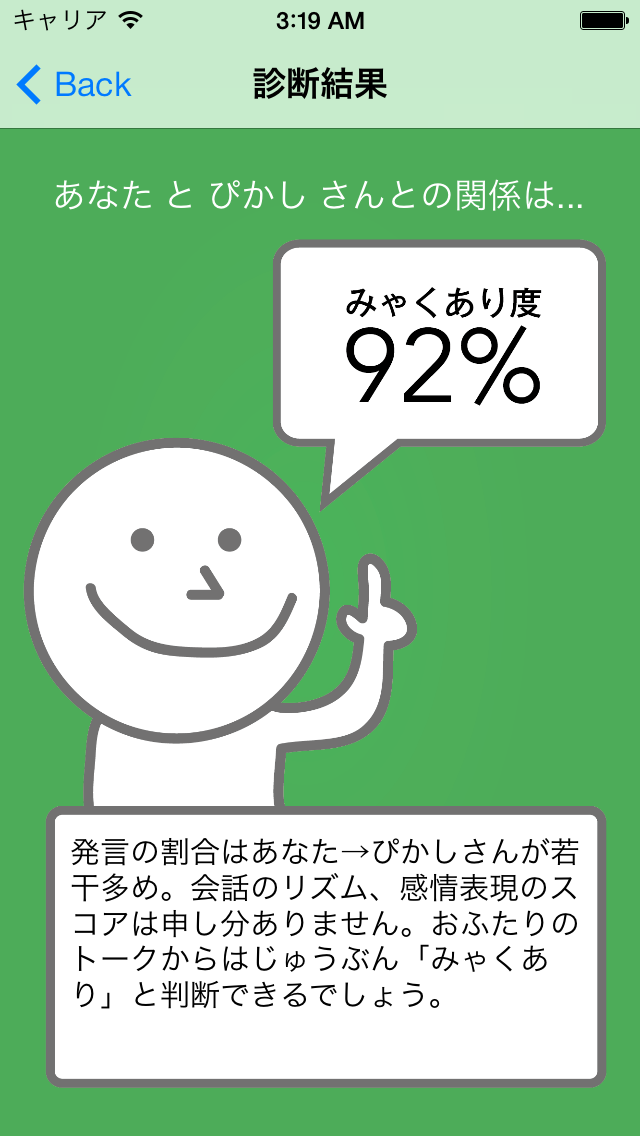 キャリア 3:19 AM
Back 診断結果
あなた と ぴかし さんとの関係は...
みゃくあり度
92%
発言の割合はあなた→ぴかしさんが若
干多め。会話のリズム、感情表現のス
コアは申し分ありません。おふたりの
トークからはじゅうぶん「みゃくあ
り」と判断できるでしょう。